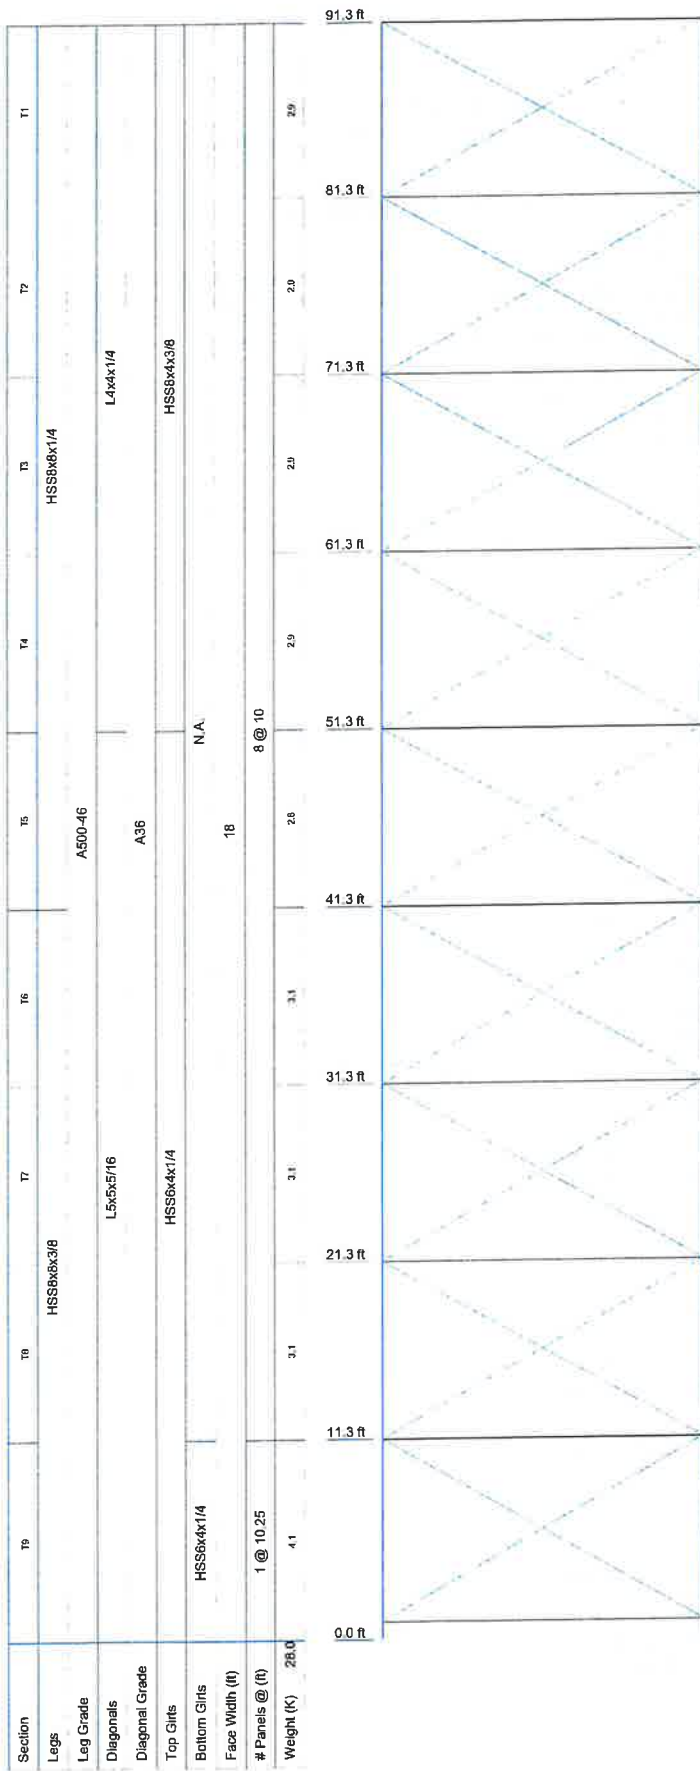 Section T9 T8 T7 T6 T5 T4 T3 T2 T1
Legs HSS8x8x3/8 HSS8x8x1/4
Leg Grade A500-46
Diagonals L5x5x5/16 L4x4x1/4
Diagonal Grade A36
Top Girts HSS6x4x1/4 HSS8x4x3/8
Bottom Girts HSS6x4x1/4 N.A.
Face Width (ft) 18
# Panels @ (ft) 1 @ 10.25 8 @ 10
Weight (K) 28.0 4.1 3.1 3.1 3.1 2.8 2.9 2.9 2.9 2.9
91.3 ft
81.3 ft
71.3 ft
61.3 ft
51.3 ft
41.3 ft
31.3 ft
21.3 ft
11.3 ft
0.0 ft